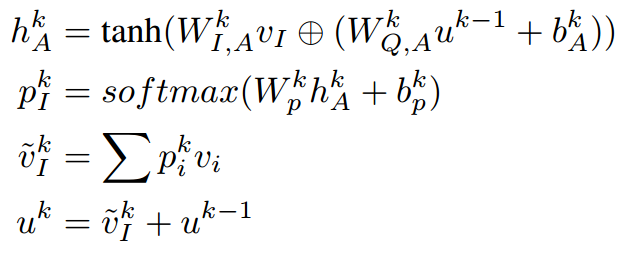 h_A^k = tanh(W_{I,A}^k v_I ⊕ (W_{Q,A}^k u^{k-1} + b_A^k))
p_I^k = softmax(W_p^k h_A^k + b_p^k)
ṽ_I^k = ∑ p_i^k v_i
u^k = ṽ_I^k + u^{k-1}